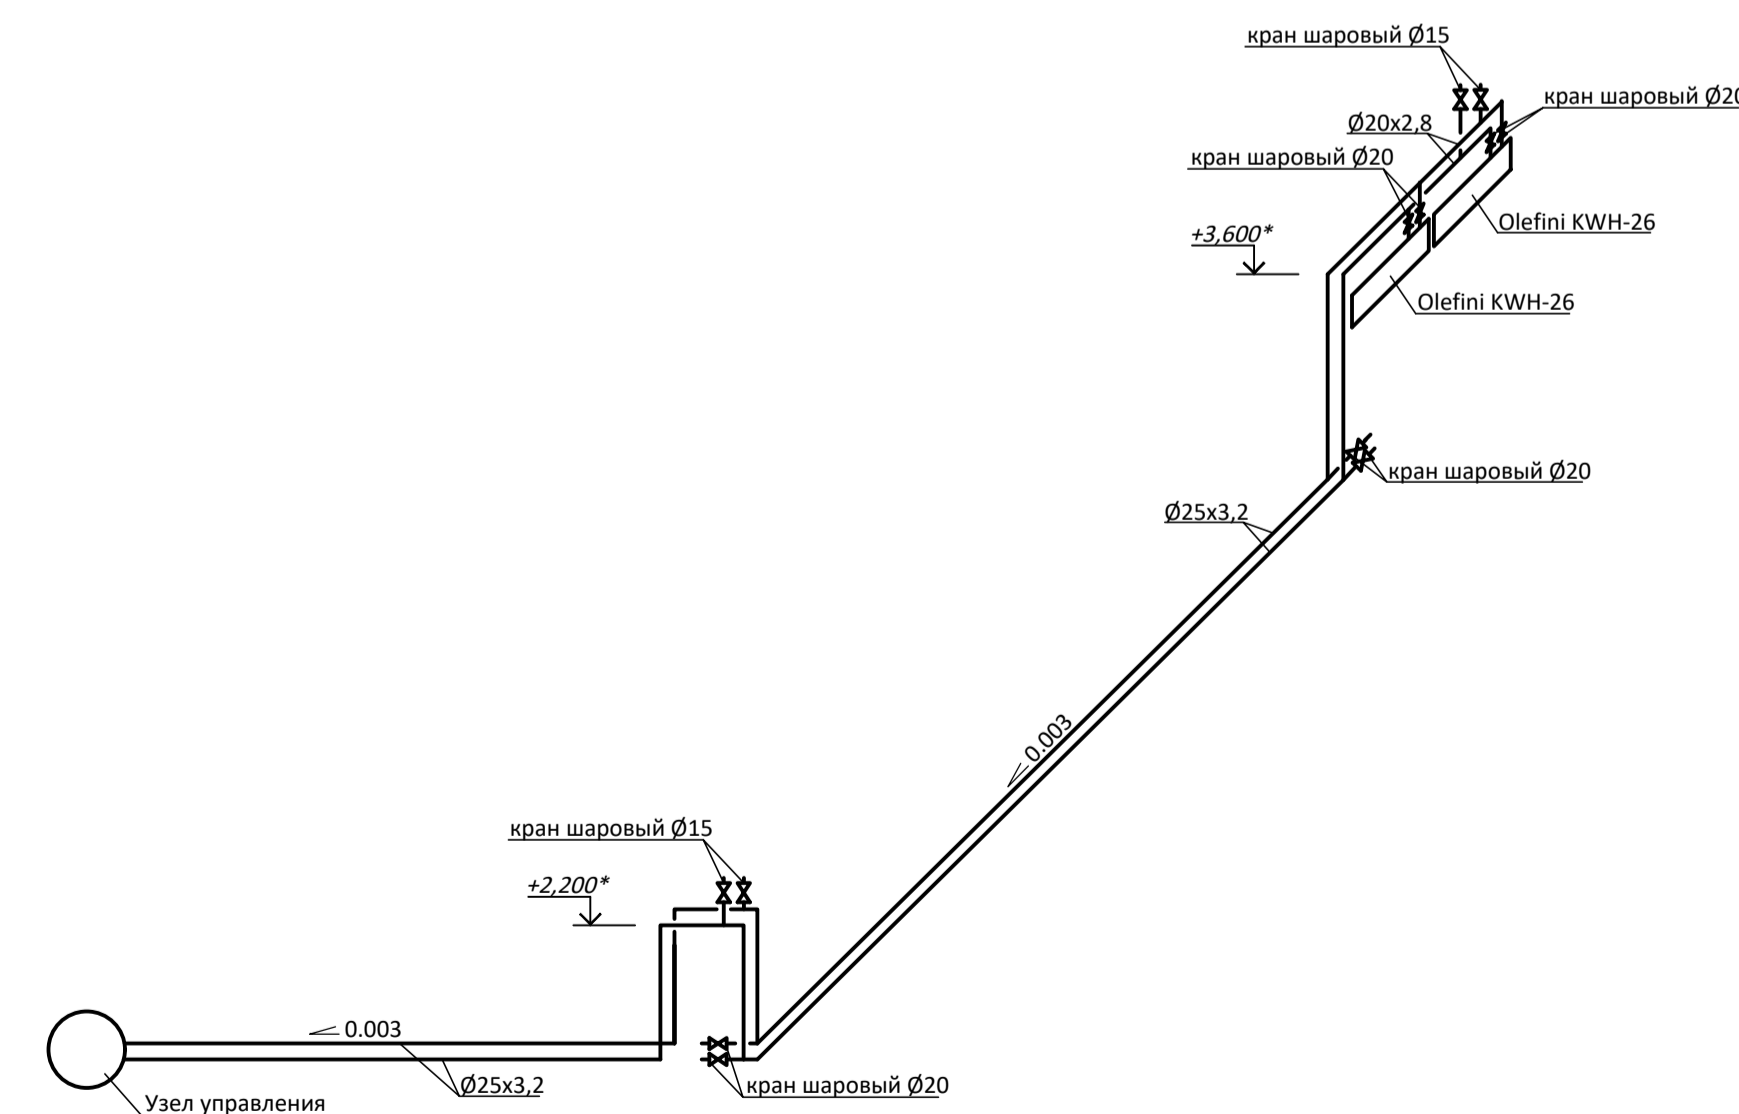 кран шаровый Ø15
кран шаровый Ø20
Ø20x2,8
кран шаровый Ø20
Olefini KWH-26
+3,600*
Olefini KWH-26
кран шаровый Ø20
Ø25x3,2
0.003
кран шаровый Ø15
+2,200*
0.003
Ø25x3,2
кран шаровый Ø20
Узел управления